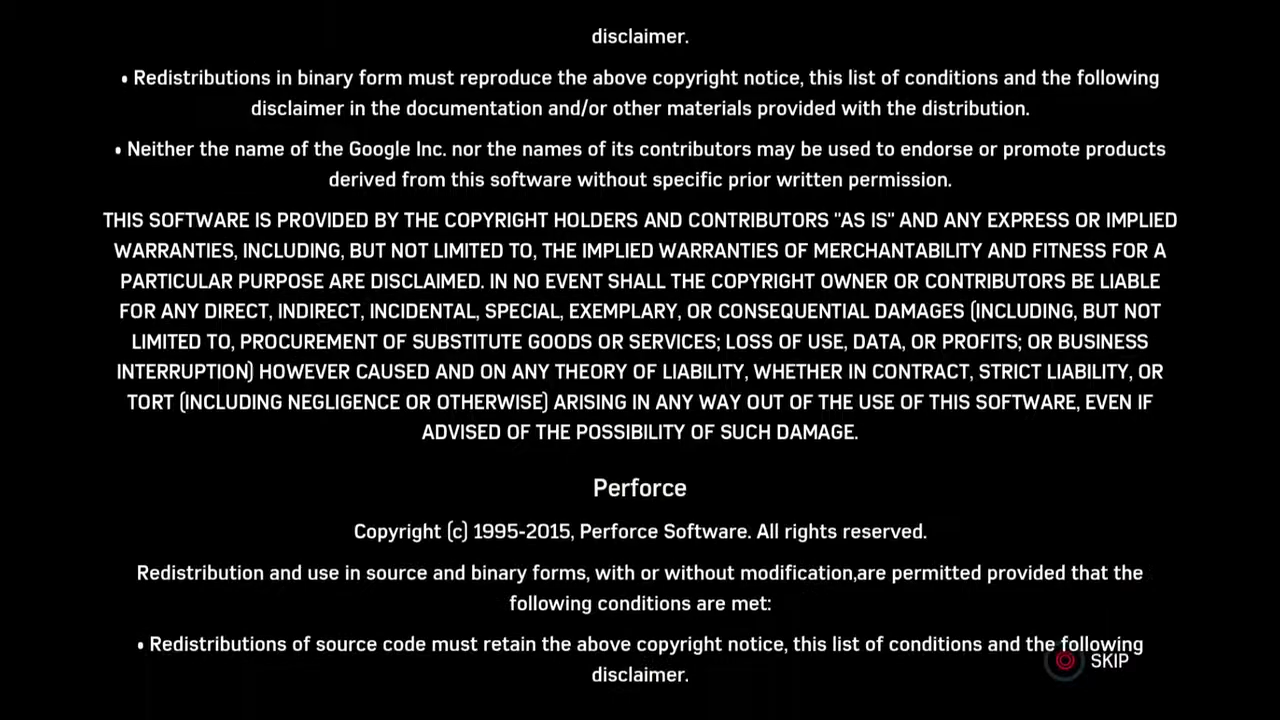 disclaimer.
• Redistributions in binary form must reproduce the above copyright notice, this list of conditions and the following
disclaimer in the documentation and/or other materials provided with the distribution.
• Neither the name of the Google Inc. nor the names of its contributors may be used to endorse or promote products
derived from this software without specific prior written permission.
THIS SOFTWARE IS PROVIDED BY THE COPYRIGHT HOLDERS AND CONTRIBUTORS "AS IS" AND ANY EXPRESS OR IMPLIED
WARRANTIES, INCLUDING, BUT NOT LIMITED TO, THE IMPLIED WARRANTIES OF MERCHANTABILITY AND FITNESS FOR A
PARTICULAR PURPOSE ARE DISCLAIMED. IN NO EVENT SHALL THE COPYRIGHT OWNER OR CONTRIBUTORS BE LIABLE
FOR ANY DIRECT, INDIRECT, INCIDENTAL, SPECIAL, EXEMPLARY, OR CONSEQUENTIAL DAMAGES (INCLUDING, BUT NOT
LIMITED TO, PROCUREMENT OF SUBSTITUTE GOODS OR SERVICES; LOSS OF USE, DATA, OR PROFITS; OR BUSINESS
INTERRUPTION) HOWEVER CAUSED AND ON ANY THEORY OF LIABILITY, WHETHER IN CONTRACT, STRICT LIABILITY, OR
TORT (INCLUDING NEGLIGENCE OR OTHERWISE) ARISING IN ANY WAY OUT OF THE USE OF THIS SOFTWARE, EVEN IF
ADVISED OF THE POSSIBILITY OF SUCH DAMAGE.
Perforce
Copyright (c) 1995-2015, Perforce Software. All rights reserved.
Redistribution and use in source and binary forms, with or without modification,are permitted provided that the
following conditions are met:
• Redistributions of source code must retain the above copyright notice, this list of conditions and the following
disclaimer.
SKIP